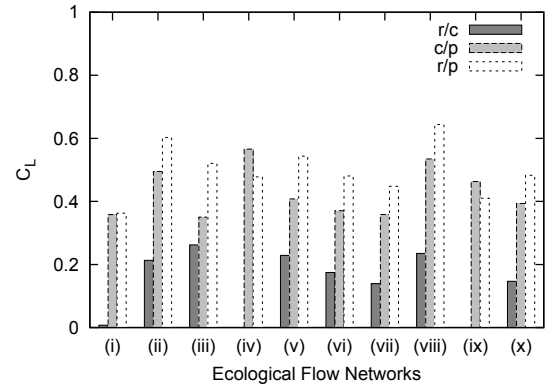 1
0.8
0.6
0.4
0.2
0
C_L
r/c
c/p
r/p
(i) (ii) (iii) (iv) (v) (vi) (vii) (viii) (ix) (x)
Ecological Flow Networks